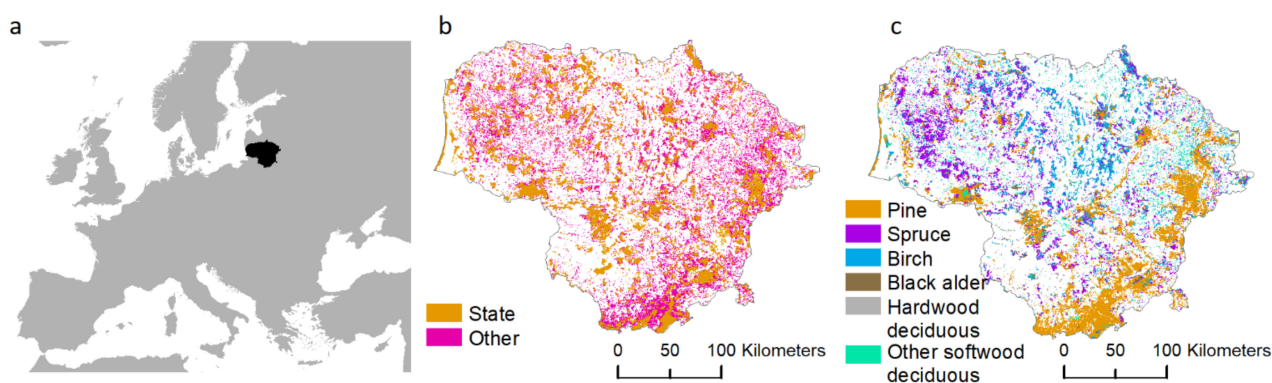 a
b
c
State
Other
0 50 100 Kilometers
Pine
Spruce
Birch
Black alder
Hardwood
deciduous
Other softwood
deciduous
0 50 100 Kilometers